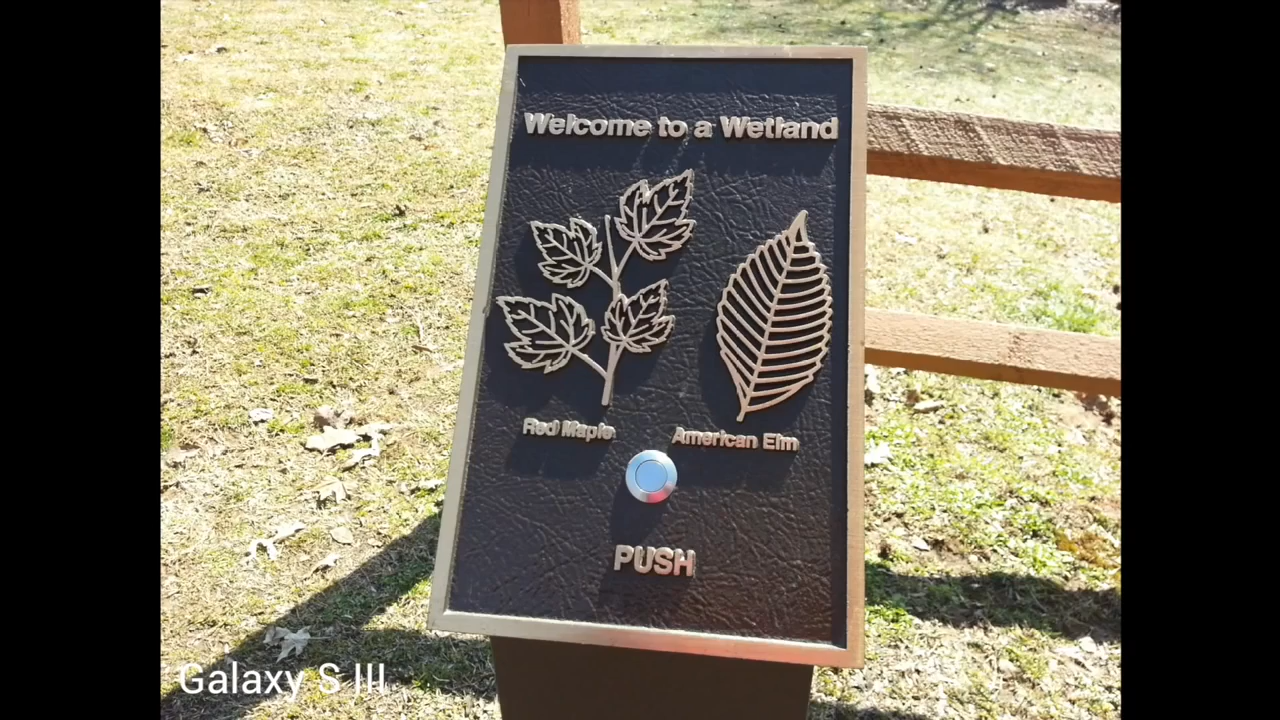 Welcome to a Wetland
Red Maple
American Elm
PUSH
Galaxy S III